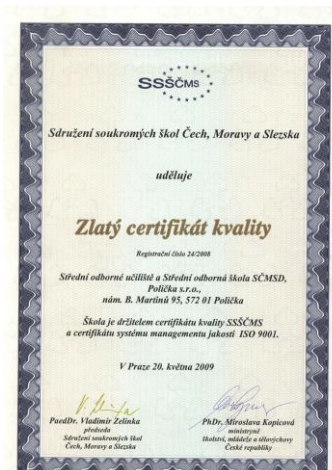 SSŠČMS
Sdružení soukromých škol Čech, Moravy a Slezska
uděluje
Zlatý certifikát kvality
Registrační číslo 24/2008
Střední odborné učiliště a Střední odborná škola SČMSD,
Polička s.r.o.,
nám. B. Martinů 95, 572 01 Polička
Škola je držitelem certifikátu kvality SSŠČMS
a certifikátu systému managementu jakosti ISO 9001.
V Praze 20. května 2009
PaedDr. Vladimír Zelinka
předseda
Sdružení soukromých škol
Čech, Moravy a Slezska
PhDr. Miroslava Kopicová
ministryně
školství, mládeže a tělovýchovy
České republiky